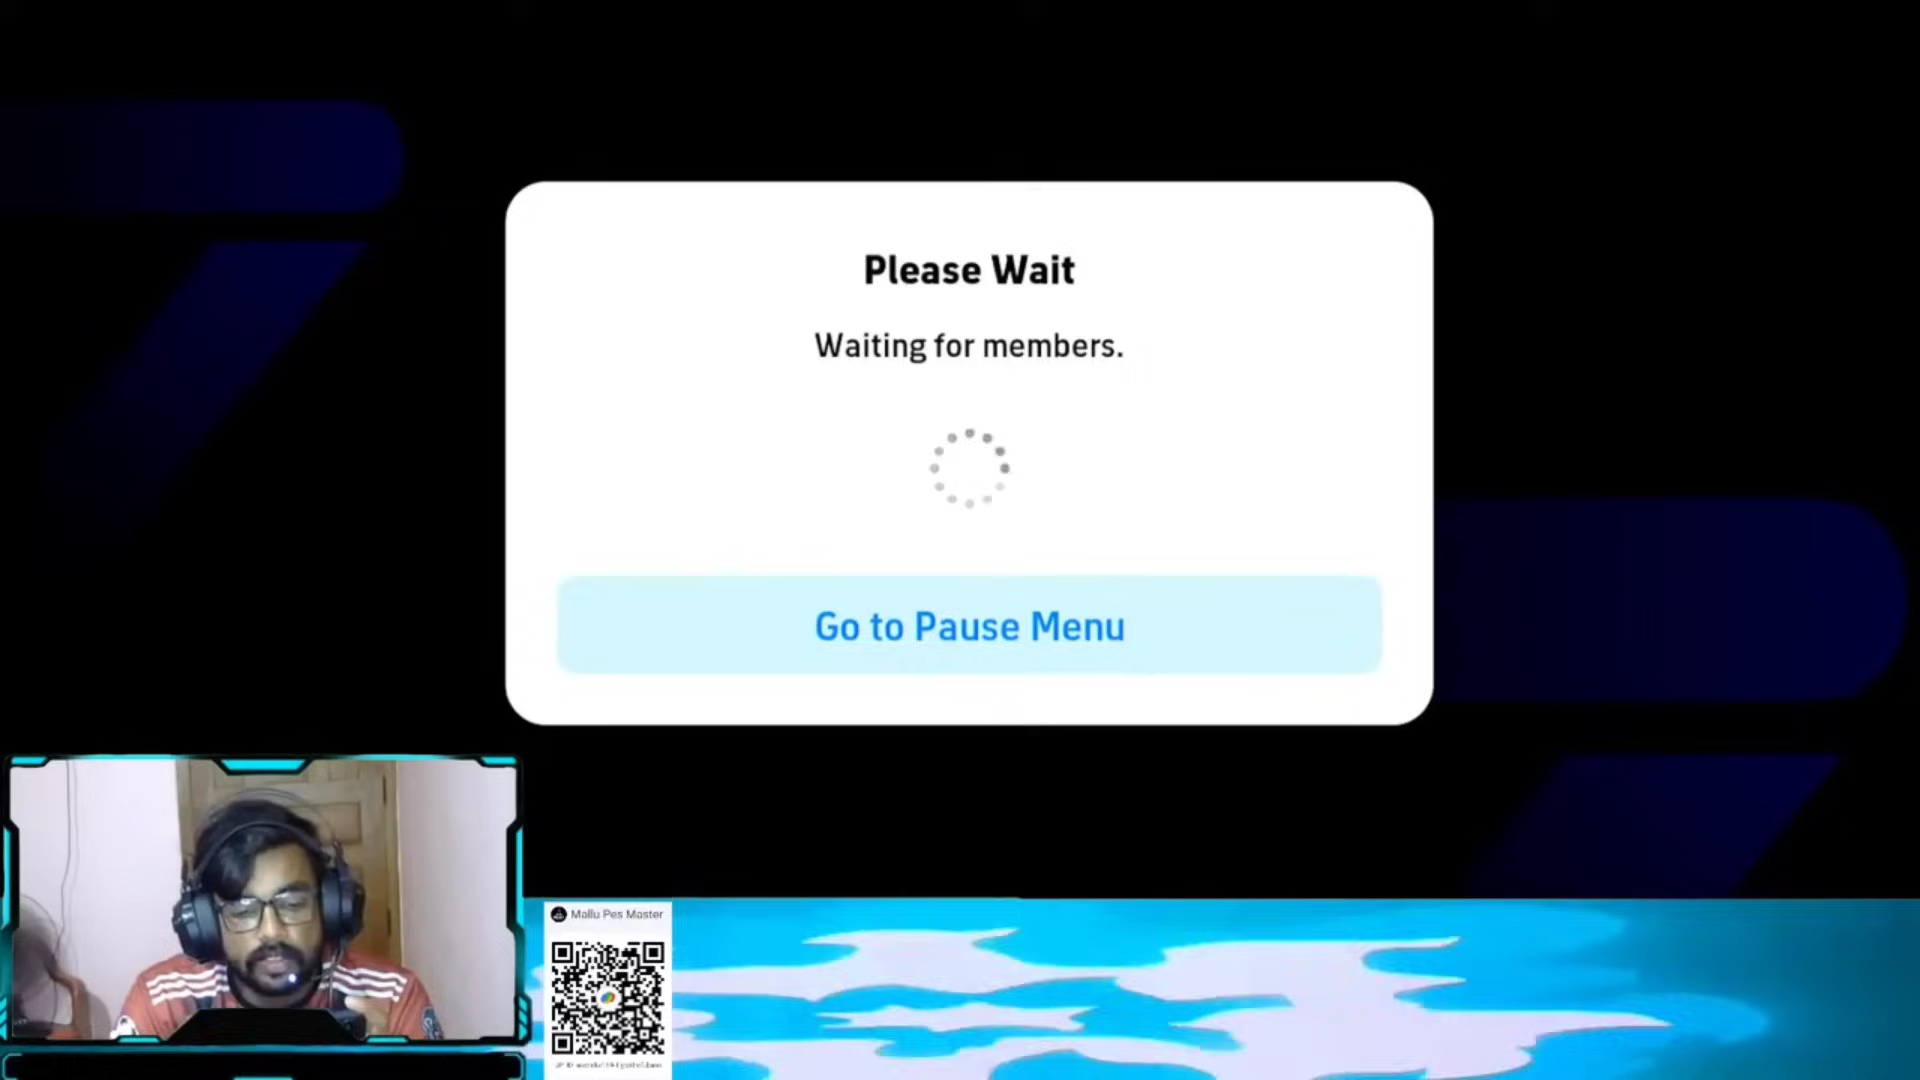 Please Wait
Waiting for members.
Go to Pause Menu
Mallu Pes Master